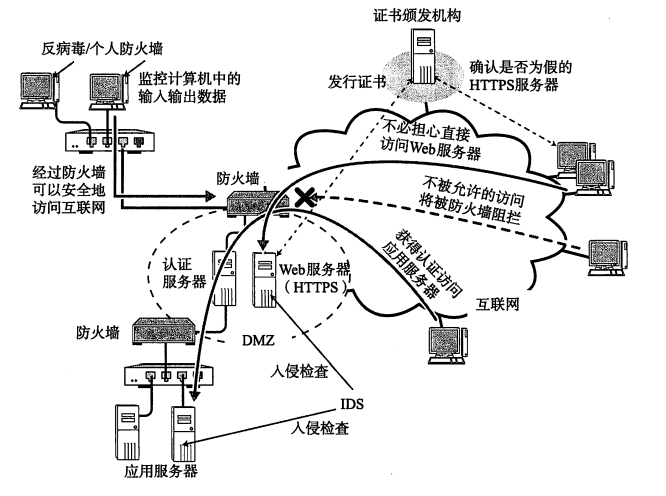 证书颁发机构
反病毒/个人防火墙
监控计算机中的
输入输出数据
发行证书
确认是否为假的
HTTPS服务器
不必担心直接
访问Web服务器
经过防火墙
可以安全地
访问互联网
防火墙
不被允许的访问
将被防火墙阻拦
获得认证访问
应用服务器
认证
服务器
Web服务器
（HTTPS）
互联网
防火墙
DMZ
入侵检查
IDS
入侵检查
应用服务器